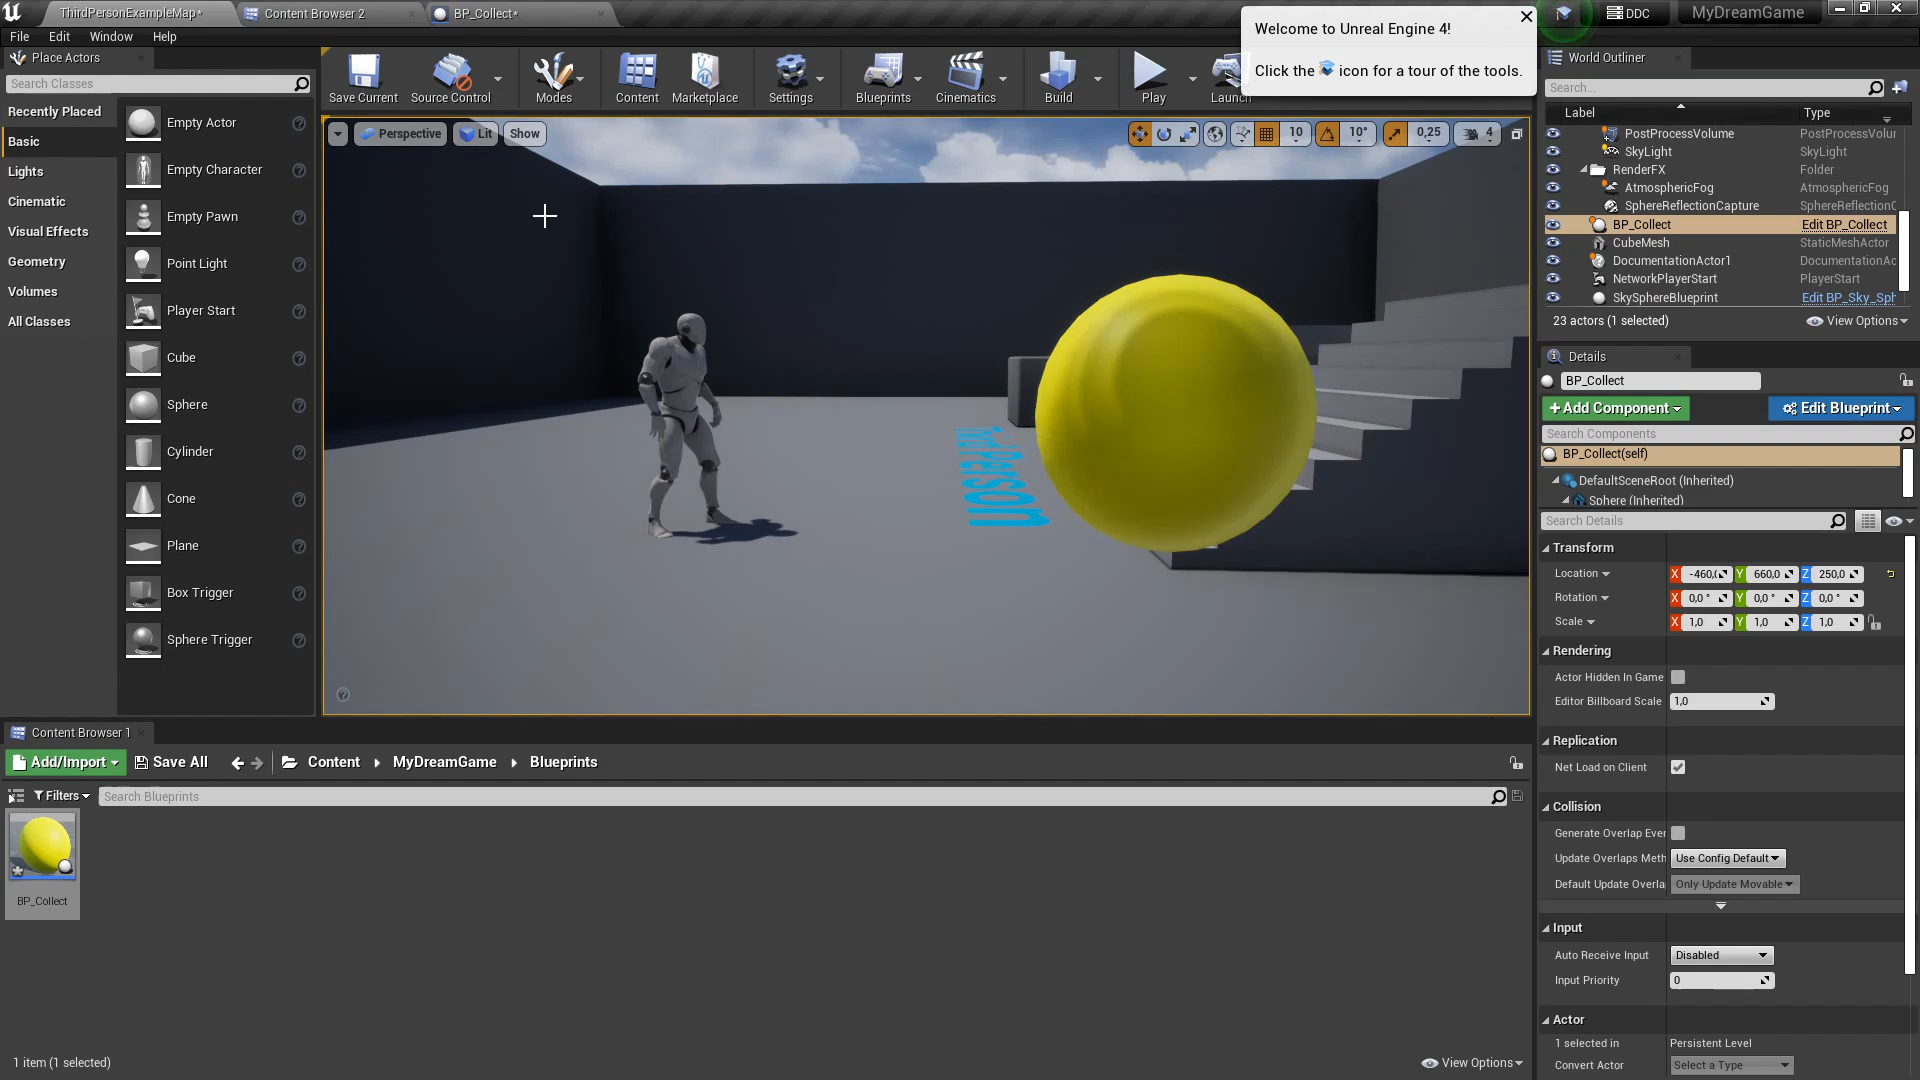 ThirdPersonExampleMap*
Content Browser 2
BP_Collect*
DDC
MyDreamGame
File
Edit
Window
Help
Welcome to Unreal Engine 4!
Click the icon for a tour of the tools.
Place Actors
Search Classes
Recently Placed
Basic
Lights
Cinematic
Visual Effects
Geometry
Volumes
All Classes
Empty Actor
Empty Character
Empty Pawn
Point Light
Player Start
Cube
Sphere
Cylinder
Cone
Plane
Box Trigger
Sphere Trigger
Save Current
Source Control
Modes
Content
Marketplace
Settings
Blueprints
Cinematics
Build
Play
Launch
Perspective
Lit
Show
10
10°
0,25
4
World Outliner
Search...
Label
Type
PostProcessVolume
PostProcessVolur
SkyLight
SkyLight
RenderFX
Folder
AtmosphericFog
AtmosphericFog
SphereReflectionCapture
SphereReflectionC
BP_Collect
Edit BP_Collect
CubeMesh
StaticMeshActor
DocumentationActor1
DocumentationAc
NetworkPlayerStart
PlayerStart
SkySphereBlueprint
Edit BP_Sky_Sph
23 actors (1 selected)
View Options
Details
BP_Collect
+Add Component
Edit Blueprint
Search Components
BP_Collect(self)
DefaultSceneRoot (Inherited)
Sphere (Inherited)
Search Details
Transform
Location
X -460,( Y 660,0 Z 250,0
Rotation
X 0,0 ° Y 0,0 ° Z 0,0 °
Scale
X 1,0 Y 1,0 Z 1,0
Rendering
Actor Hidden In Game
Editor Billboard Scale
1,0
Replication
Net Load on Client
Collision
Generate Overlap Ever
Update Overlaps Meth
Use Config Default
Default Update Overla
Only Update Movable
Input
Auto Receive Input
Disabled
Input Priority
0
Actor
1 selected in
Persistent Level
Convert Actor
Select a Type
Content Browser 1
Add/Import
Save All
Content
MyDreamGame
Blueprints
Filters
Search Blueprints
BP_Collect
1 item (1 selected)
View Options